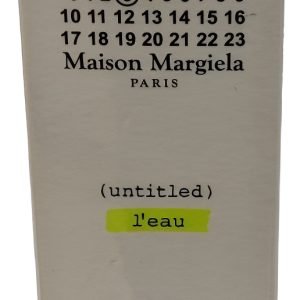 10 11 12 13 14 15 16
17 18 19 20 21 22 23
Maison Margiela
PARIS
(untitled)
l'eau